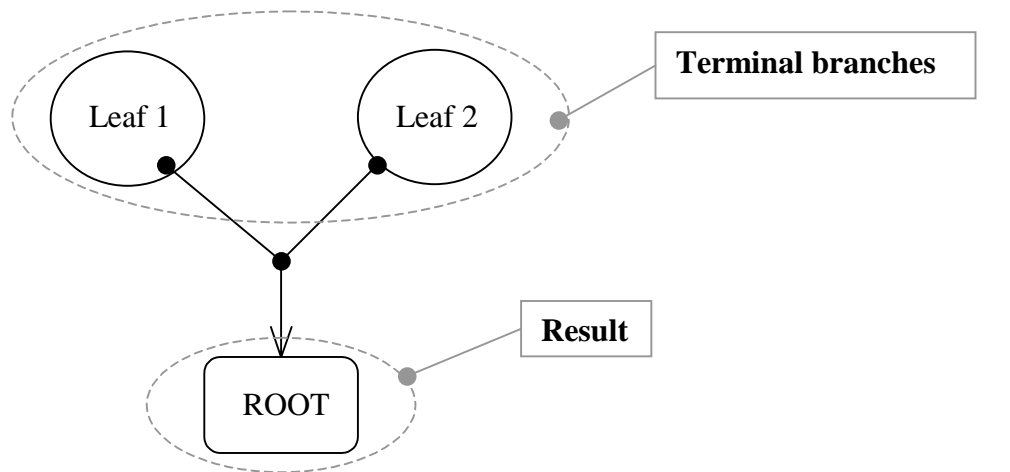 Terminal branches
Leaf 1
Leaf 2
Result
ROOT